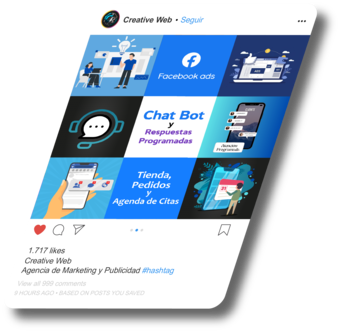 Creative Web • Seguir
Facebook ads
Chat Bot
y
Respuestas
Programadas
Tienda,
Pedidos
y
Agenda de Citas
1.717 likes
Creative Web
Agencia de Marketing y Publicidad #hashtag
View all 999 comments
6 HOURS AGO • BASED ON POSTS YOU SAVED